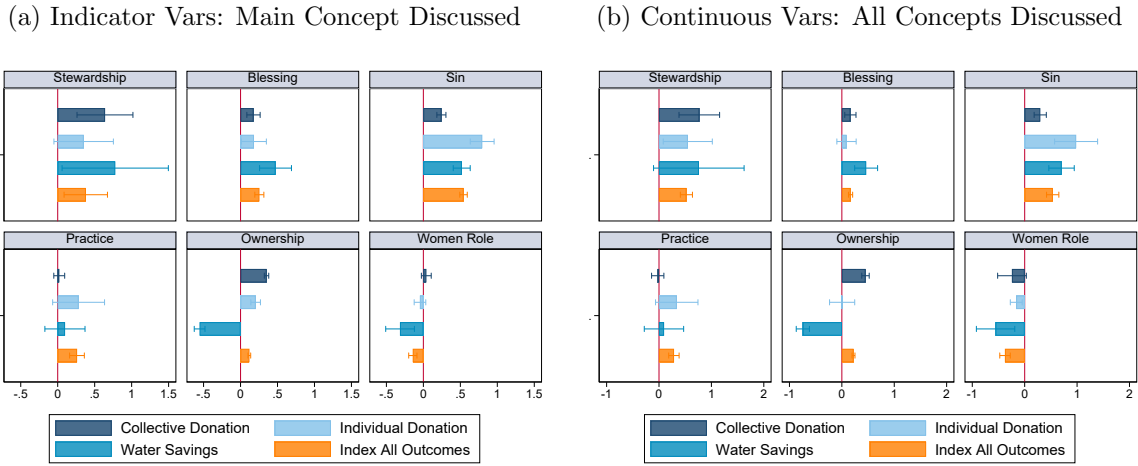 (a) Indicator Vars: Main Concept Discussed
(b) Continuous Vars: All Concepts Discussed
Stewardship Blessing Sin
Practice Ownership Women Role
-.5 0 .5 1 1.5 -.5 0 .5 1 1.5 -.5 0 .5 1 1.5
Collective Donation Individual Donation
Water Savings Index All Outcomes
Stewardship Blessing Sin
Practice Ownership Women Role
-1 0 1 2 -1 0 1 2 -1 0 1 2
Collective Donation Individual Donation
Water Savings Index All Outcomes